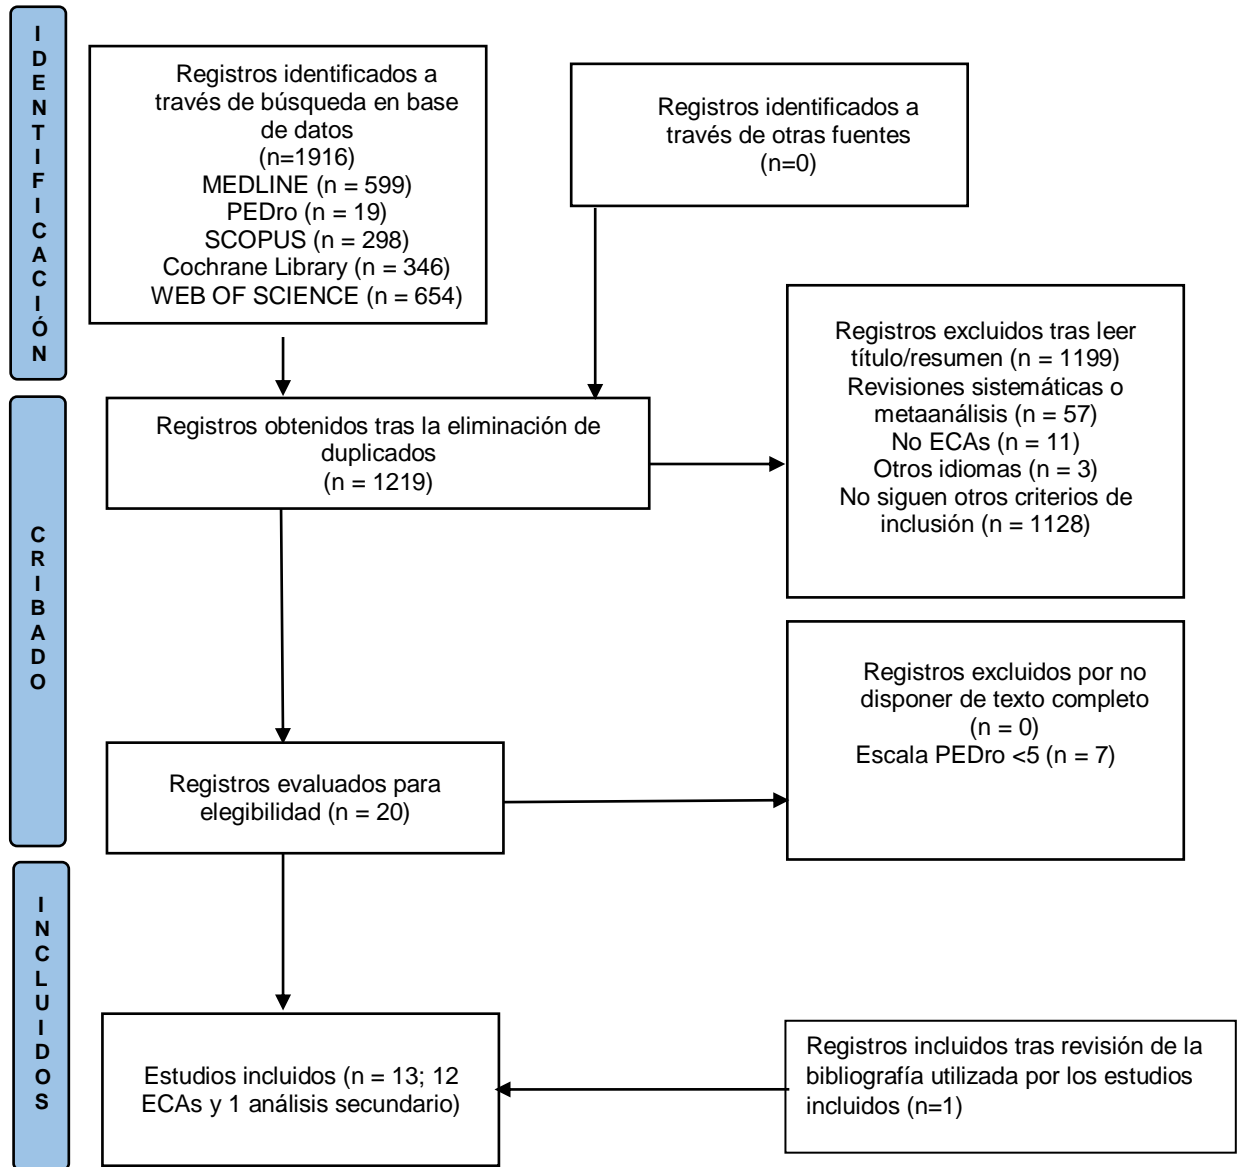 IDENTIFICACIÓN
Registros identificados a
través de búsqueda en base
de datos
(n=1916)
MEDLINE (n = 599)
PEDro (n = 19)
SCOPUS (n = 298)
Cochrane Library (n = 346)
WEB OF SCIENCE (n = 654)
Registros identificados a
través de otras fuentes
(n=0)
CRIBADO
Registros obtenidos tras la eliminación de
duplicados
(n = 1219)
Registros excluidos tras leer
título/resumen (n = 1199)
Revisiones sistemáticas o
metaanálisis (n = 57)
No ECAs (n = 11)
Otros idiomas (n = 3)
No siguen otros criterios de
inclusión (n = 1128)
Registros evaluados para
elegibilidad (n = 20)
Registros excluidos por no
disponer de texto completo
(n = 0)
Escala PEDro <5 (n = 7)
INCLUIDOS
Estudios incluidos (n = 13; 12
ECAs y 1 análisis secundario)
Registros incluidos tras revisión de la
bibliografía utilizada por los estudios
incluidos (n=1)